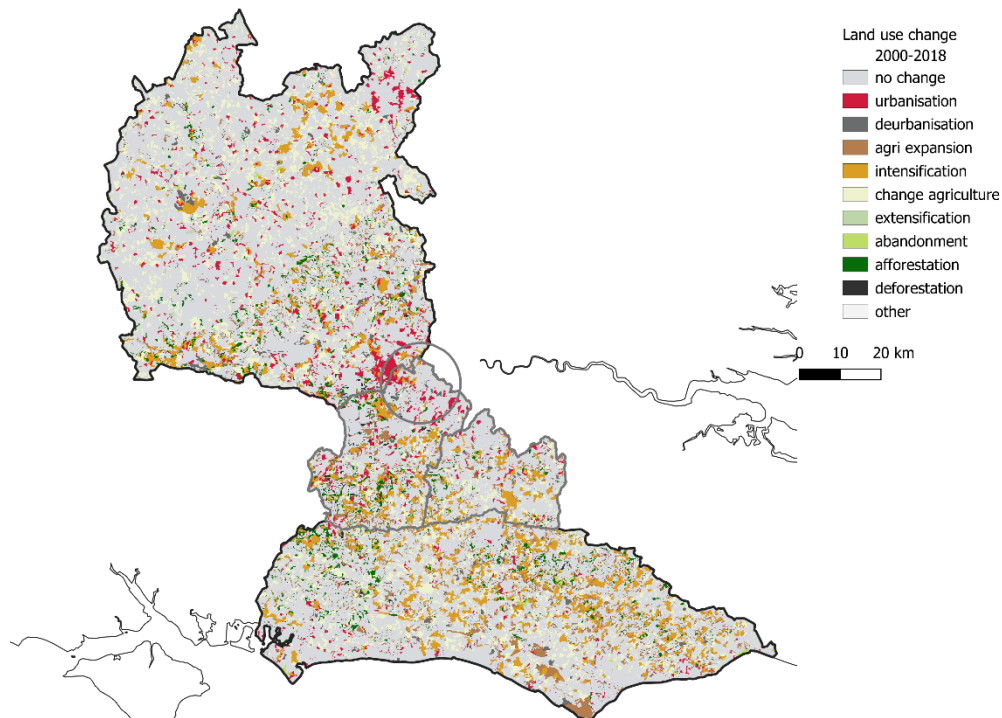 Land use change
2000-2018
no change
urbanisation
deurbanisation
agri expansion
intensification
change agriculture
extensification
abandonment
afforestation
deforestation
other
0 10 20 km